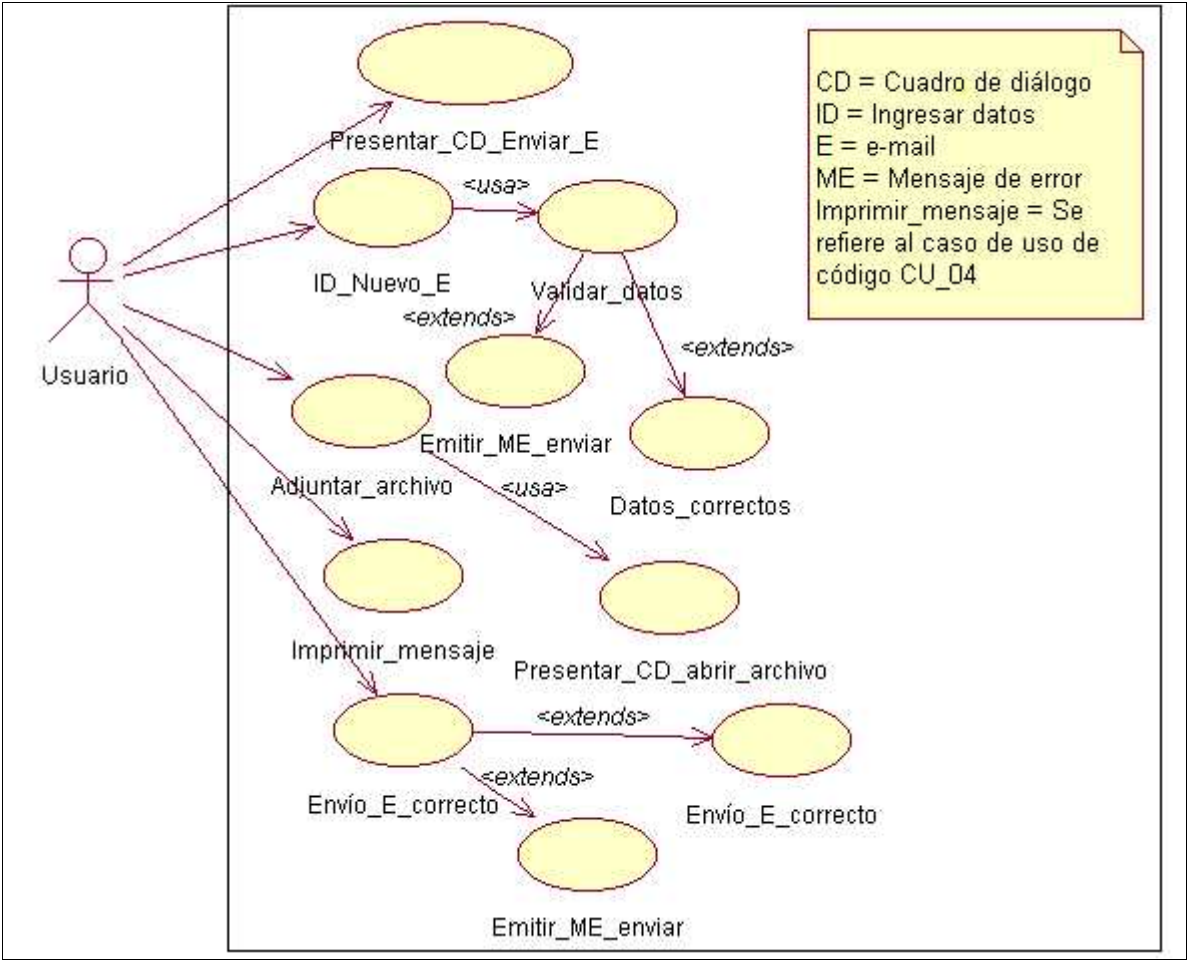 CD = Cuadro de diálogo
ID = Ingresar datos
E = e-mail
ME = Mensaje de error
Imprimir_mensaje = Se
refiere al caso de uso de
código CU_04
Presentar_CD_Enviar_E
<usa>
ID_Nuevo_E
Validar_datos
<extends>
<extends>
Usuario
Emitir_ME_enviar
Adjuntar_archivo
<usa>
Datos_correctos
Imprimir_mensaje
Presentar_CD_abrir_archivo
<extends>
<extends>
Envío_E_correcto
Envío_E_correcto
Emitir_ME_enviar